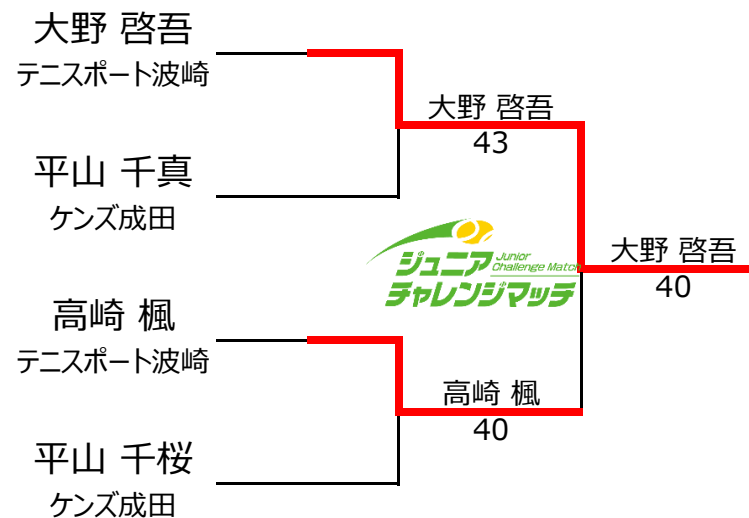 大野 啓吾
テニスポート波崎
大野 啓吾
43
平山 千真
ケンズ成田
ジュニア Junior Challenge Match
チャレンジマッチ
大野 啓吾
40
高崎 楓
テニスポート波崎
高崎 楓
40
平山 千桜
ケンズ成田